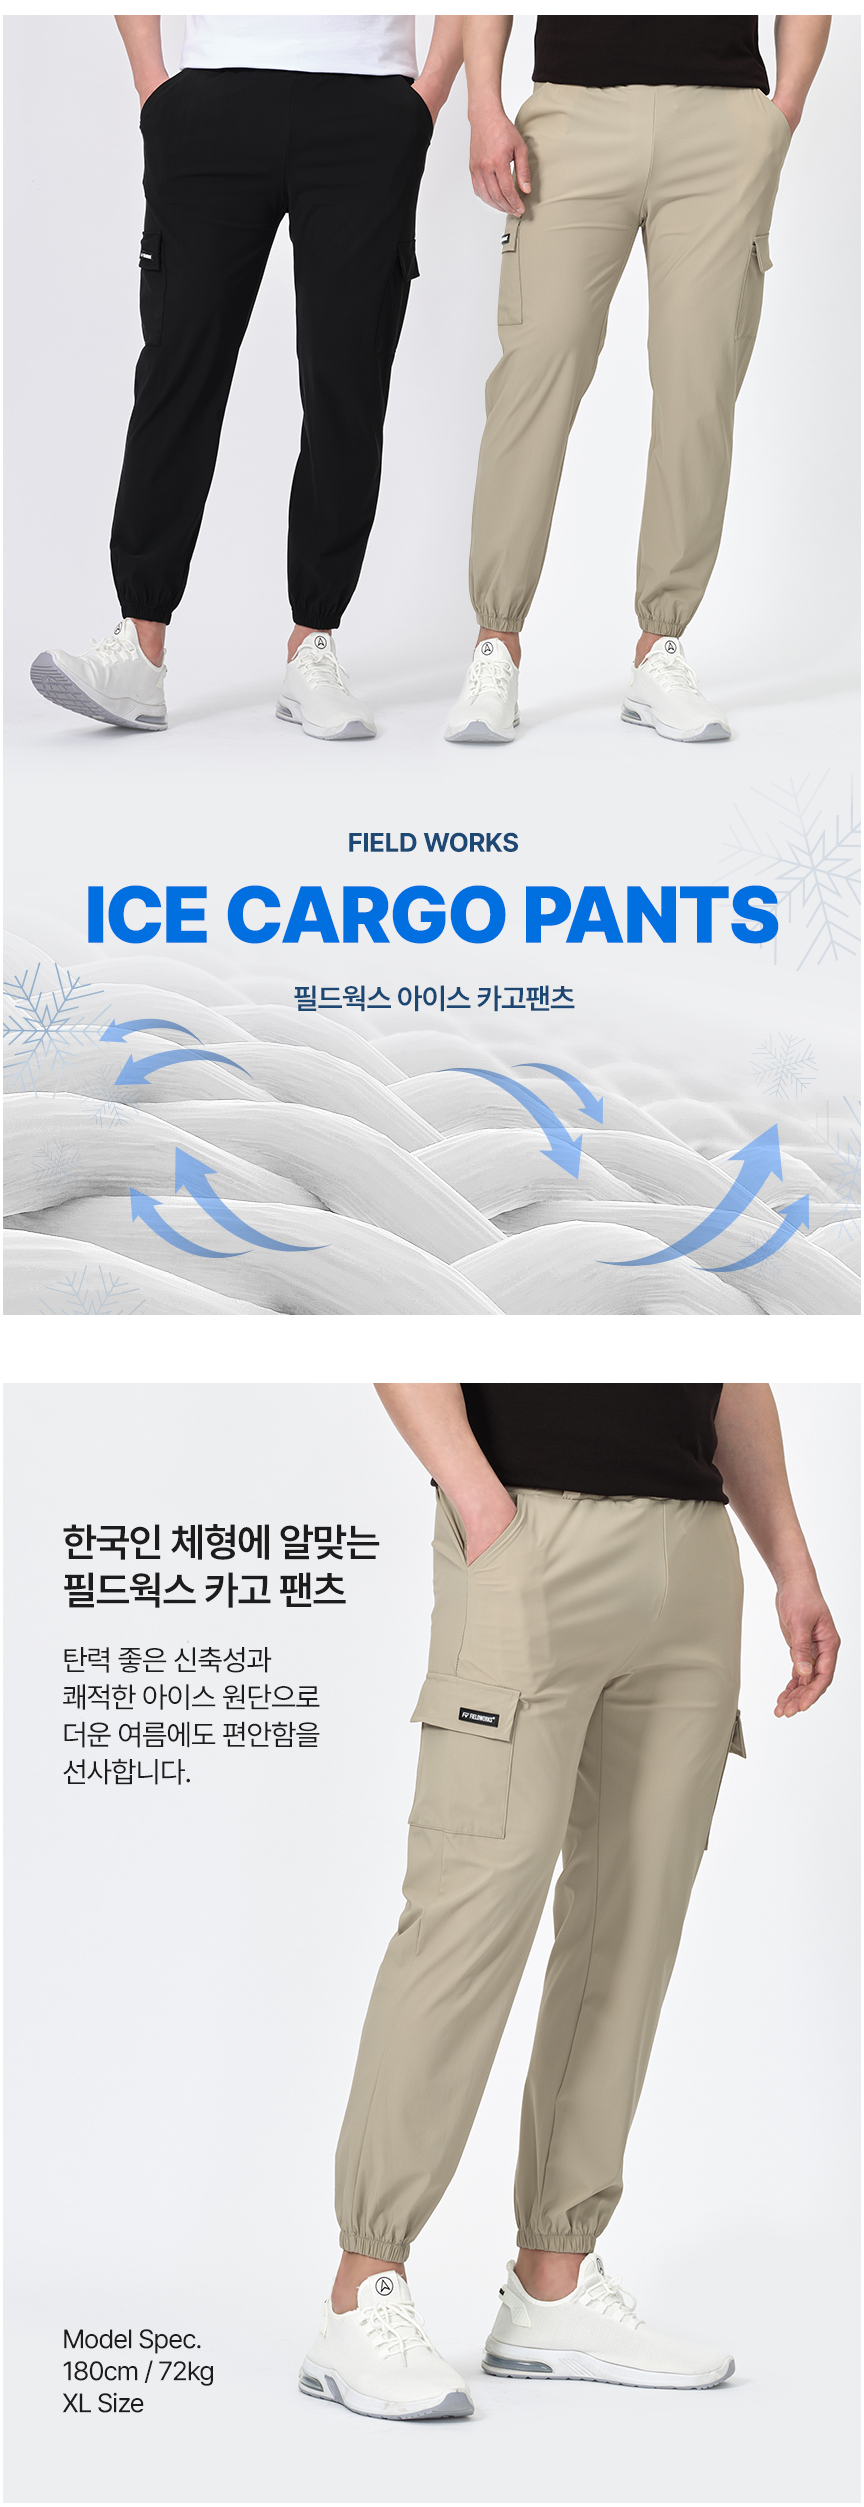 FIELD WORKS
ICE CARGO PANTS
필드웍스 아이스 카고팬츠
한국인 체형에 알맞는
필드웍스 카고 팬츠
탄력 좋은 신축성과
쾌적한 아이스 원단으로
더운 여름에도 편안함을
선사합니다.
FIELDWORKS
Model Spec.
180cm / 72kg
XL Size